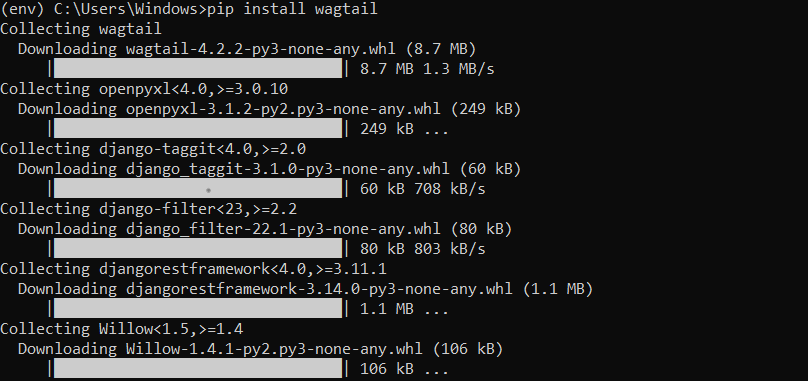 (env) C:\Users\Windows>pip install wagtail
Collecting wagtail
  Downloading wagtail-4.2.2-py3-none-any.whl (8.7 MB)
     |████████████████████████████████| 8.7 MB 1.3 MB/s
Collecting openpyxl<4.0,>=3.0.10
  Downloading openpyxl-3.1.2-py2.py3-none-any.whl (249 kB)
     |████████████████████████████████| 249 kB ...
Collecting django-taggit<4.0,>=2.0
  Downloading django_taggit-3.1.0-py3-none-any.whl (60 kB)
     |████████████████████████████████| 60 kB 708 kB/s
Collecting django-filter<23,>=2.2
  Downloading django_filter-22.1-py3-none-any.whl (80 kB)
     |████████████████████████████████| 80 kB 803 kB/s
Collecting djangorestframework<4.0,>=3.11.1
  Downloading djangorestframework-3.14.0-py3-none-any.whl (1.1 MB)
     |████████████████████████████████| 1.1 MB ...
Collecting Willow<1.5,>=1.4
  Downloading Willow-1.4.1-py2.py3-none-any.whl (106 kB)
     |████████████████████████████████| 106 kB ...